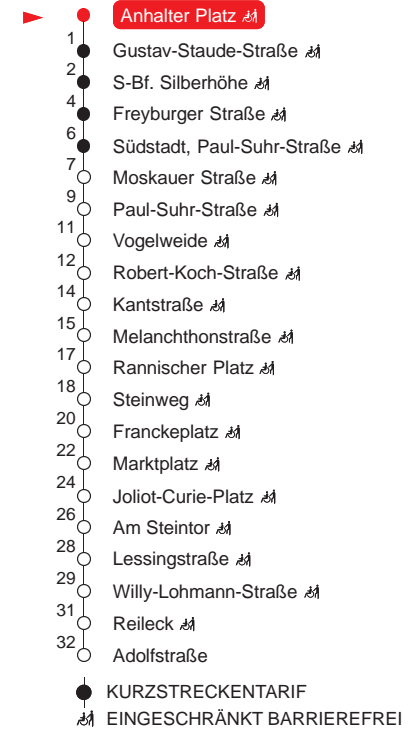 Anhalter Platz
1
Gustav-Staude-Straße
2
S-Bf. Silberhöhe
4
Freyburger Straße
6
Südstadt, Paul-Suhr-Straße
7
Moskauer Straße
9
Paul-Suhr-Straße
11
Vogelweide
12
Robert-Koch-Straße
14
Kantstraße
15
Melanchthonstraße
17
Rannischer Platz
18
Steinweg
20
Franckeplatz
22
Marktplatz
24
Joliot-Curie-Platz
26
Am Steintor
28
Lessingstraße
29
Willy-Lohmann-Straße
31
Reileck
32
Adolfstraße
KURZSTRECKENTARIF
EINGESCHRÄNKT BARRIEREFREI